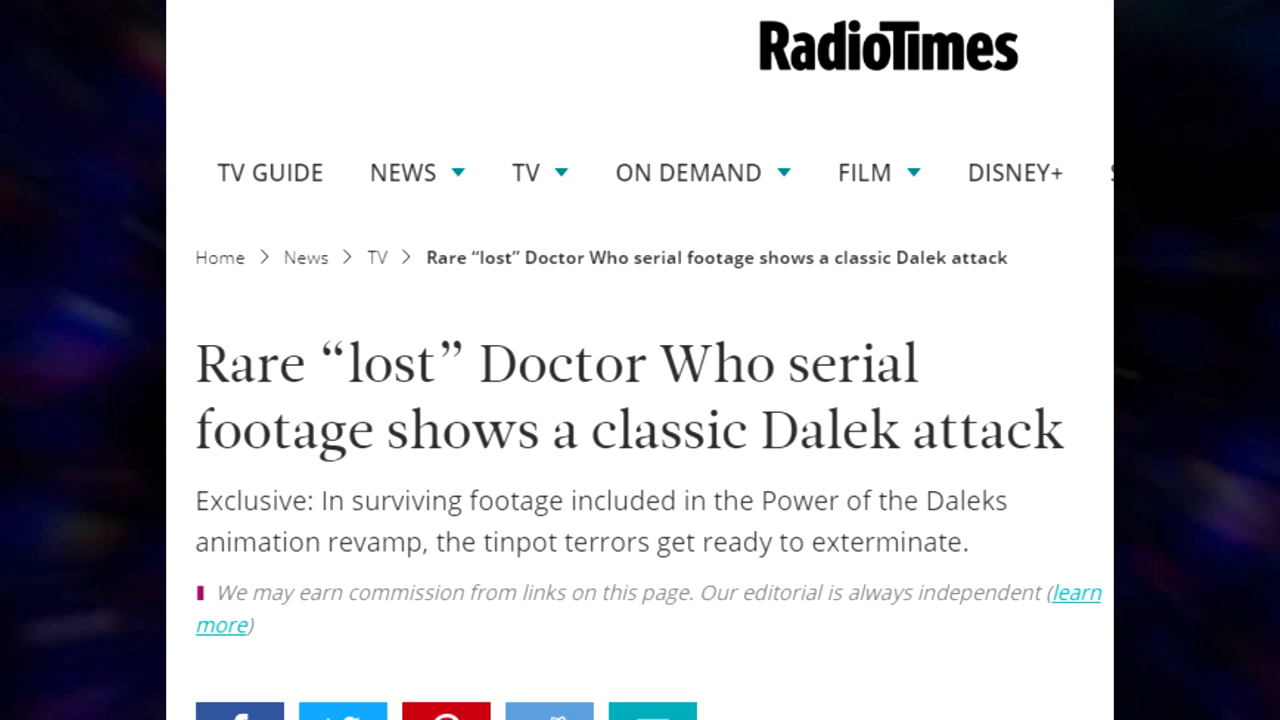 RadioTimes
TV GUIDE NEWS TV ON DEMAND FILM DISNEY+
Home > News > TV > Rare “lost” Doctor Who serial footage shows a classic Dalek attack
Rare “lost” Doctor Who serial
footage shows a classic Dalek attack
Exclusive: In surviving footage included in the Power of the Daleks
animation revamp, the tinpot terrors get ready to exterminate.
We may earn commission from links on this page. Our editorial is always independent (learn
more)